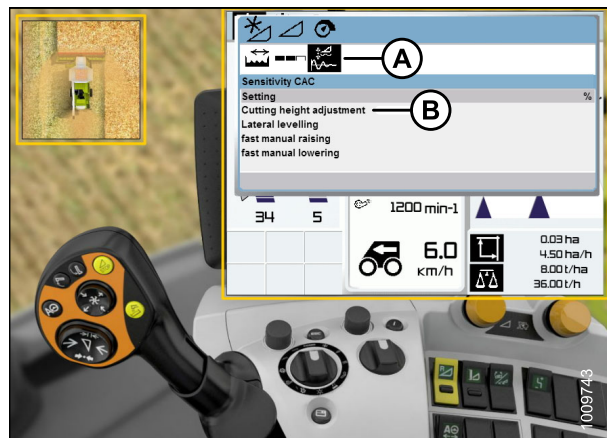 A
Sensitivity CAC
Setting %
Cutting height adjustment
B
Lateral levelling
fast manual raising
fast manual lowering
34 5
1200 min-1
6.0
km/h
0.03 ha
4.50 ha/h
8.00 t/ha
36.00 t/h
1009743